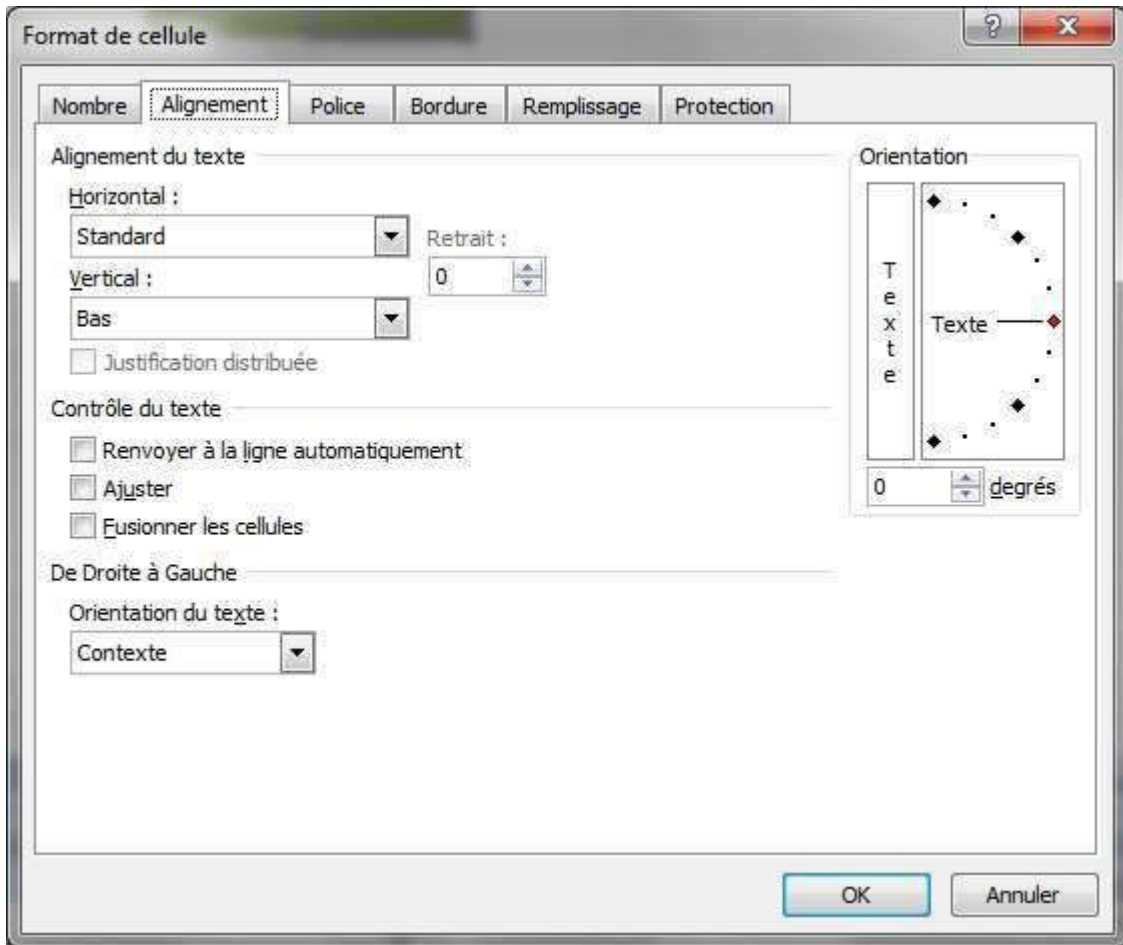 Format de cellule
Nombre Alignement Police Bordure Remplissage Protection
Alignement du texte
Horizontal :
Standard
Retrait :
0
Vertical :
Bas
Justification distribuée
Contrôle du texte
Renvoyer à la ligne automatiquement
Ajuster
Fusionner les cellules
De Droite à Gauche
Orientation du texte :
Contexte
Orientation
Texte
Texte
0 degrés
OK Annuler